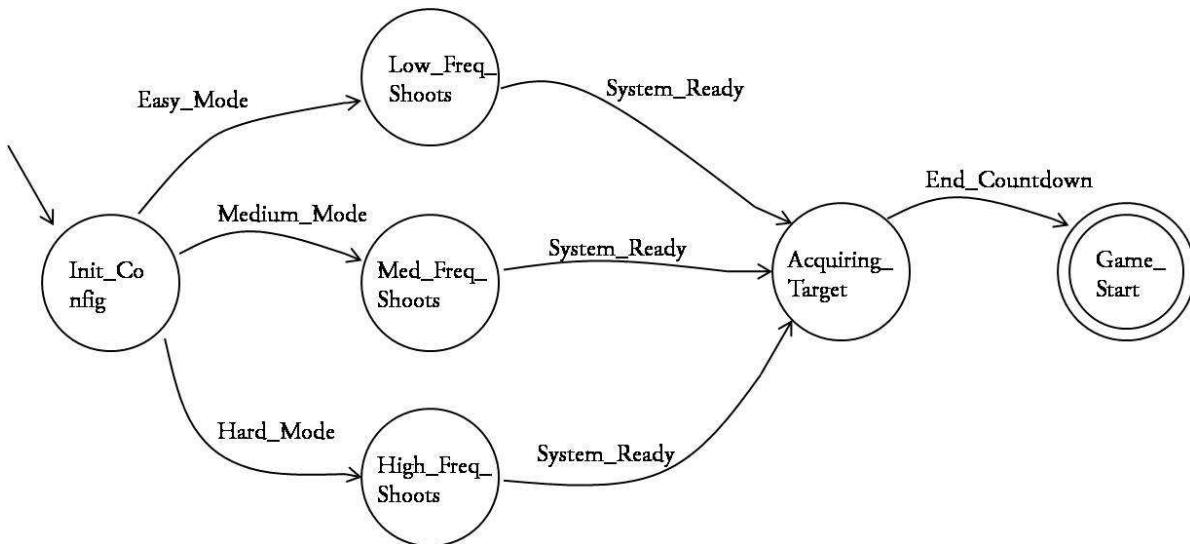 Low_Freq_
Shoots
Easy_Mode
System_Ready
End_Countdown
Medium_Mode
System_Ready
Init_Co
nfig
Med_Freq_
Shoots
Acquiring_
Target
Game_
Start
Hard_Mode
System_Ready
High_Freq_
Shoots